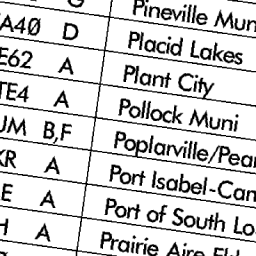 G Pineville Mun
A40 D Placid Lakes
E62 A Plant City
TE4 A Pollock Muni
UM B,F Poplarville/Pear
KR A Port Isabel-Cam
E A Port of South Lo
H A Prairie Aire